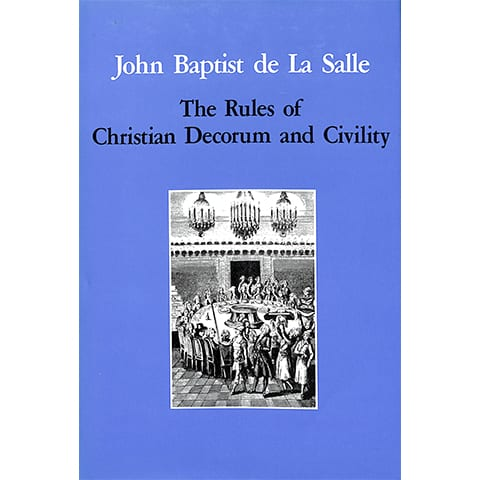 John Baptist de La Salle
The Rules of
Christian Decorum and Civility